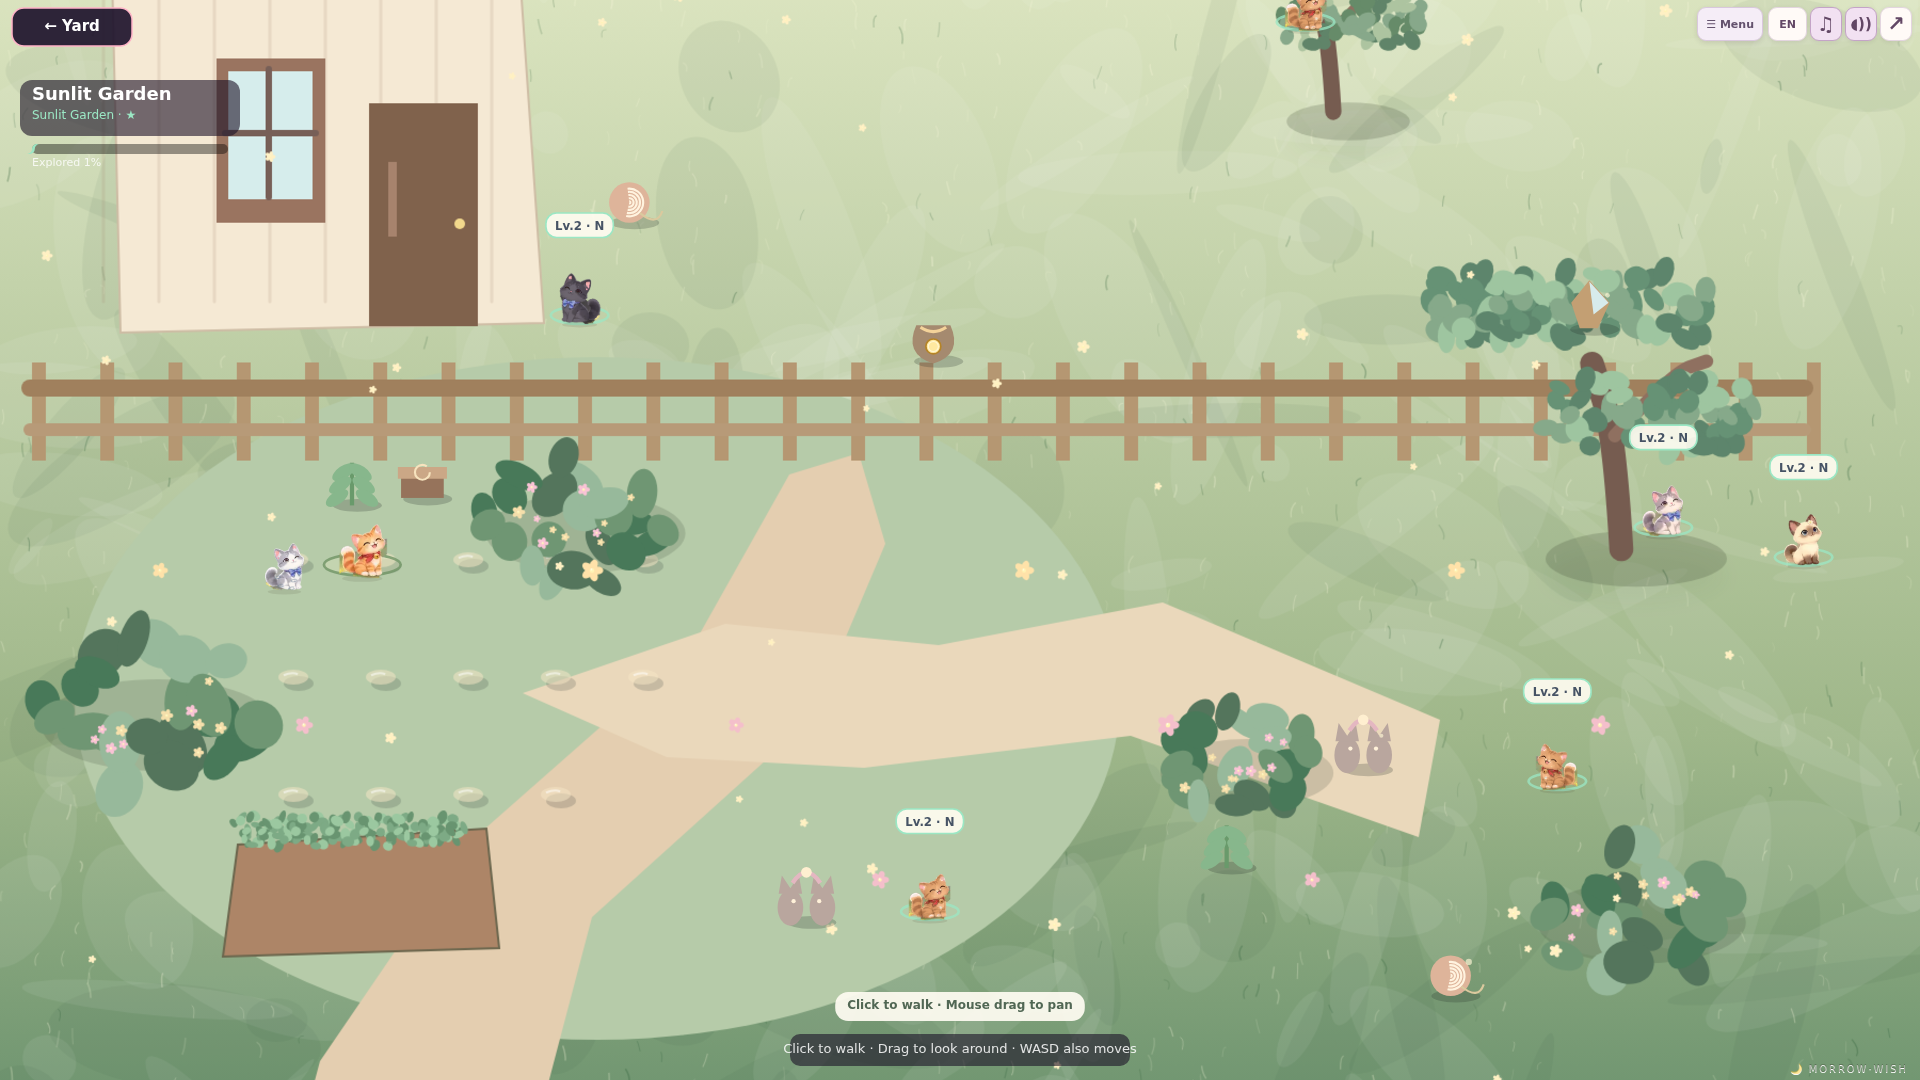 ← Yard
☰ Menu
EN
Sunlit Garden
Sunlit Garden · ★
Explored 1%
Lv.2 · N
Lv.2 · N
Lv.2 · N
Lv.2 · N
Lv.2 · N
Click to walk · Mouse drag to pan
Click to walk · Drag to look around · WASD also moves
🌙 MORROW·WISH